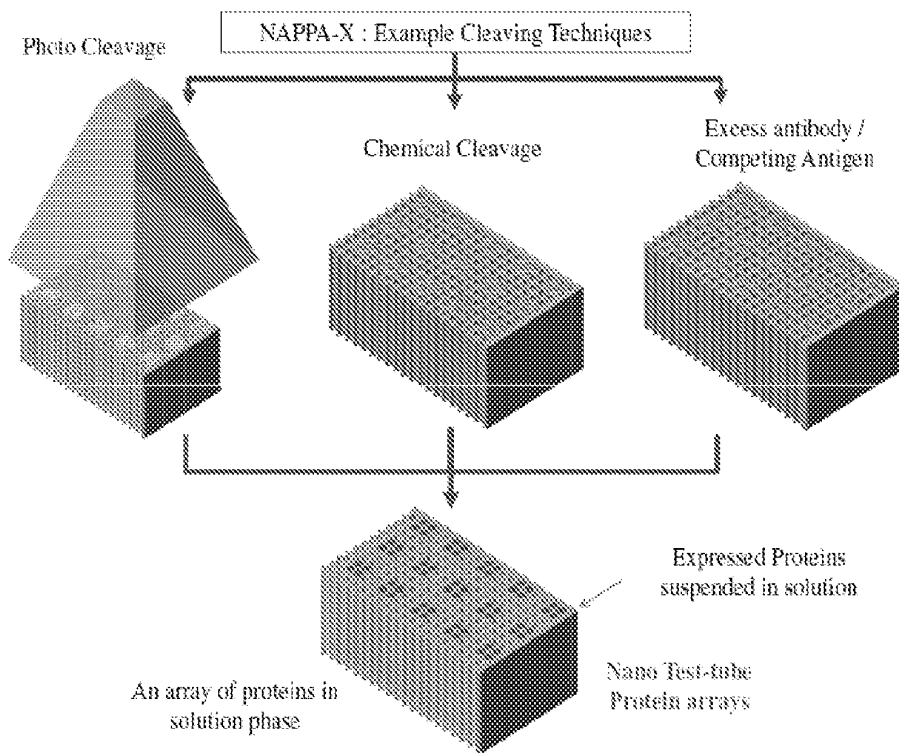 NAPPA-X : Example Cleaving Techniques
Photo Cleavage
Chemical Cleavage
Excess antibody /
Competing Antigen
Expressed Proteins
suspended in solution
Nano Test-tube
Protein arrays
An array of proteins in
solution phase